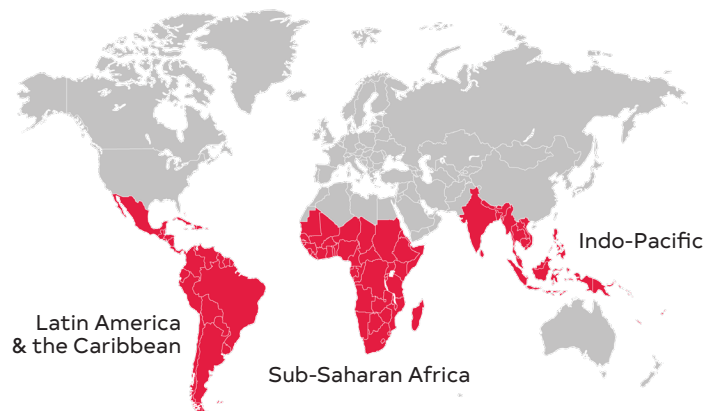 Indo-Pacific
Latin America
& the Caribbean
Sub-Saharan Africa